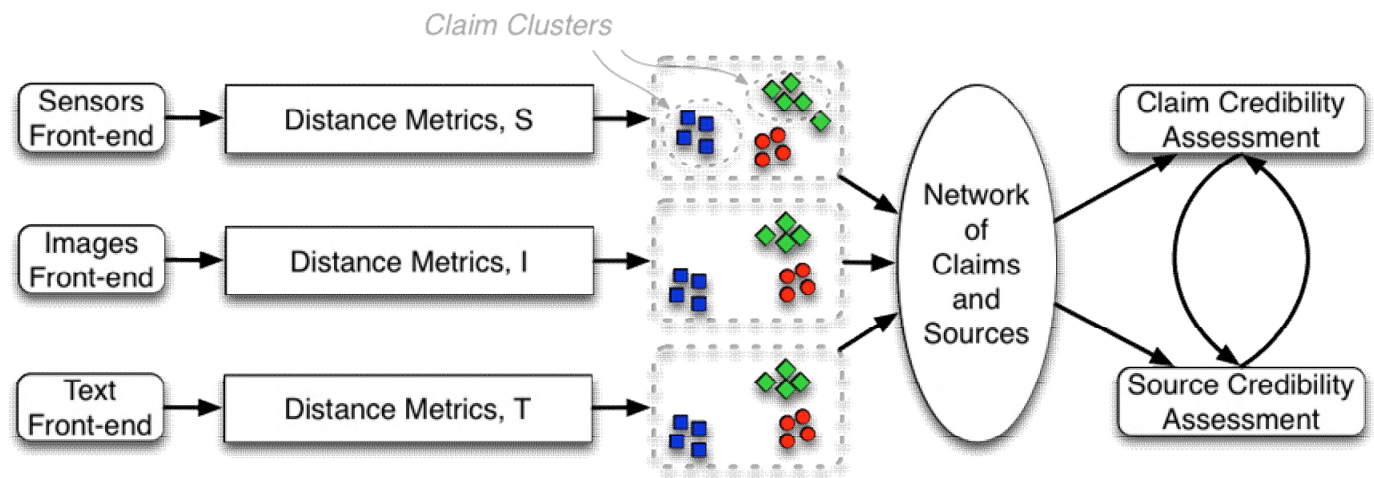 Claim Clusters
Sensors
Front-end
Distance Metrics, S
Images
Front-end
Distance Metrics, I
Text
Front-end
Distance Metrics, T
Network
of
Claims
and
Sources
Claim Credibility
Assessment
Source Credibility
Assessment